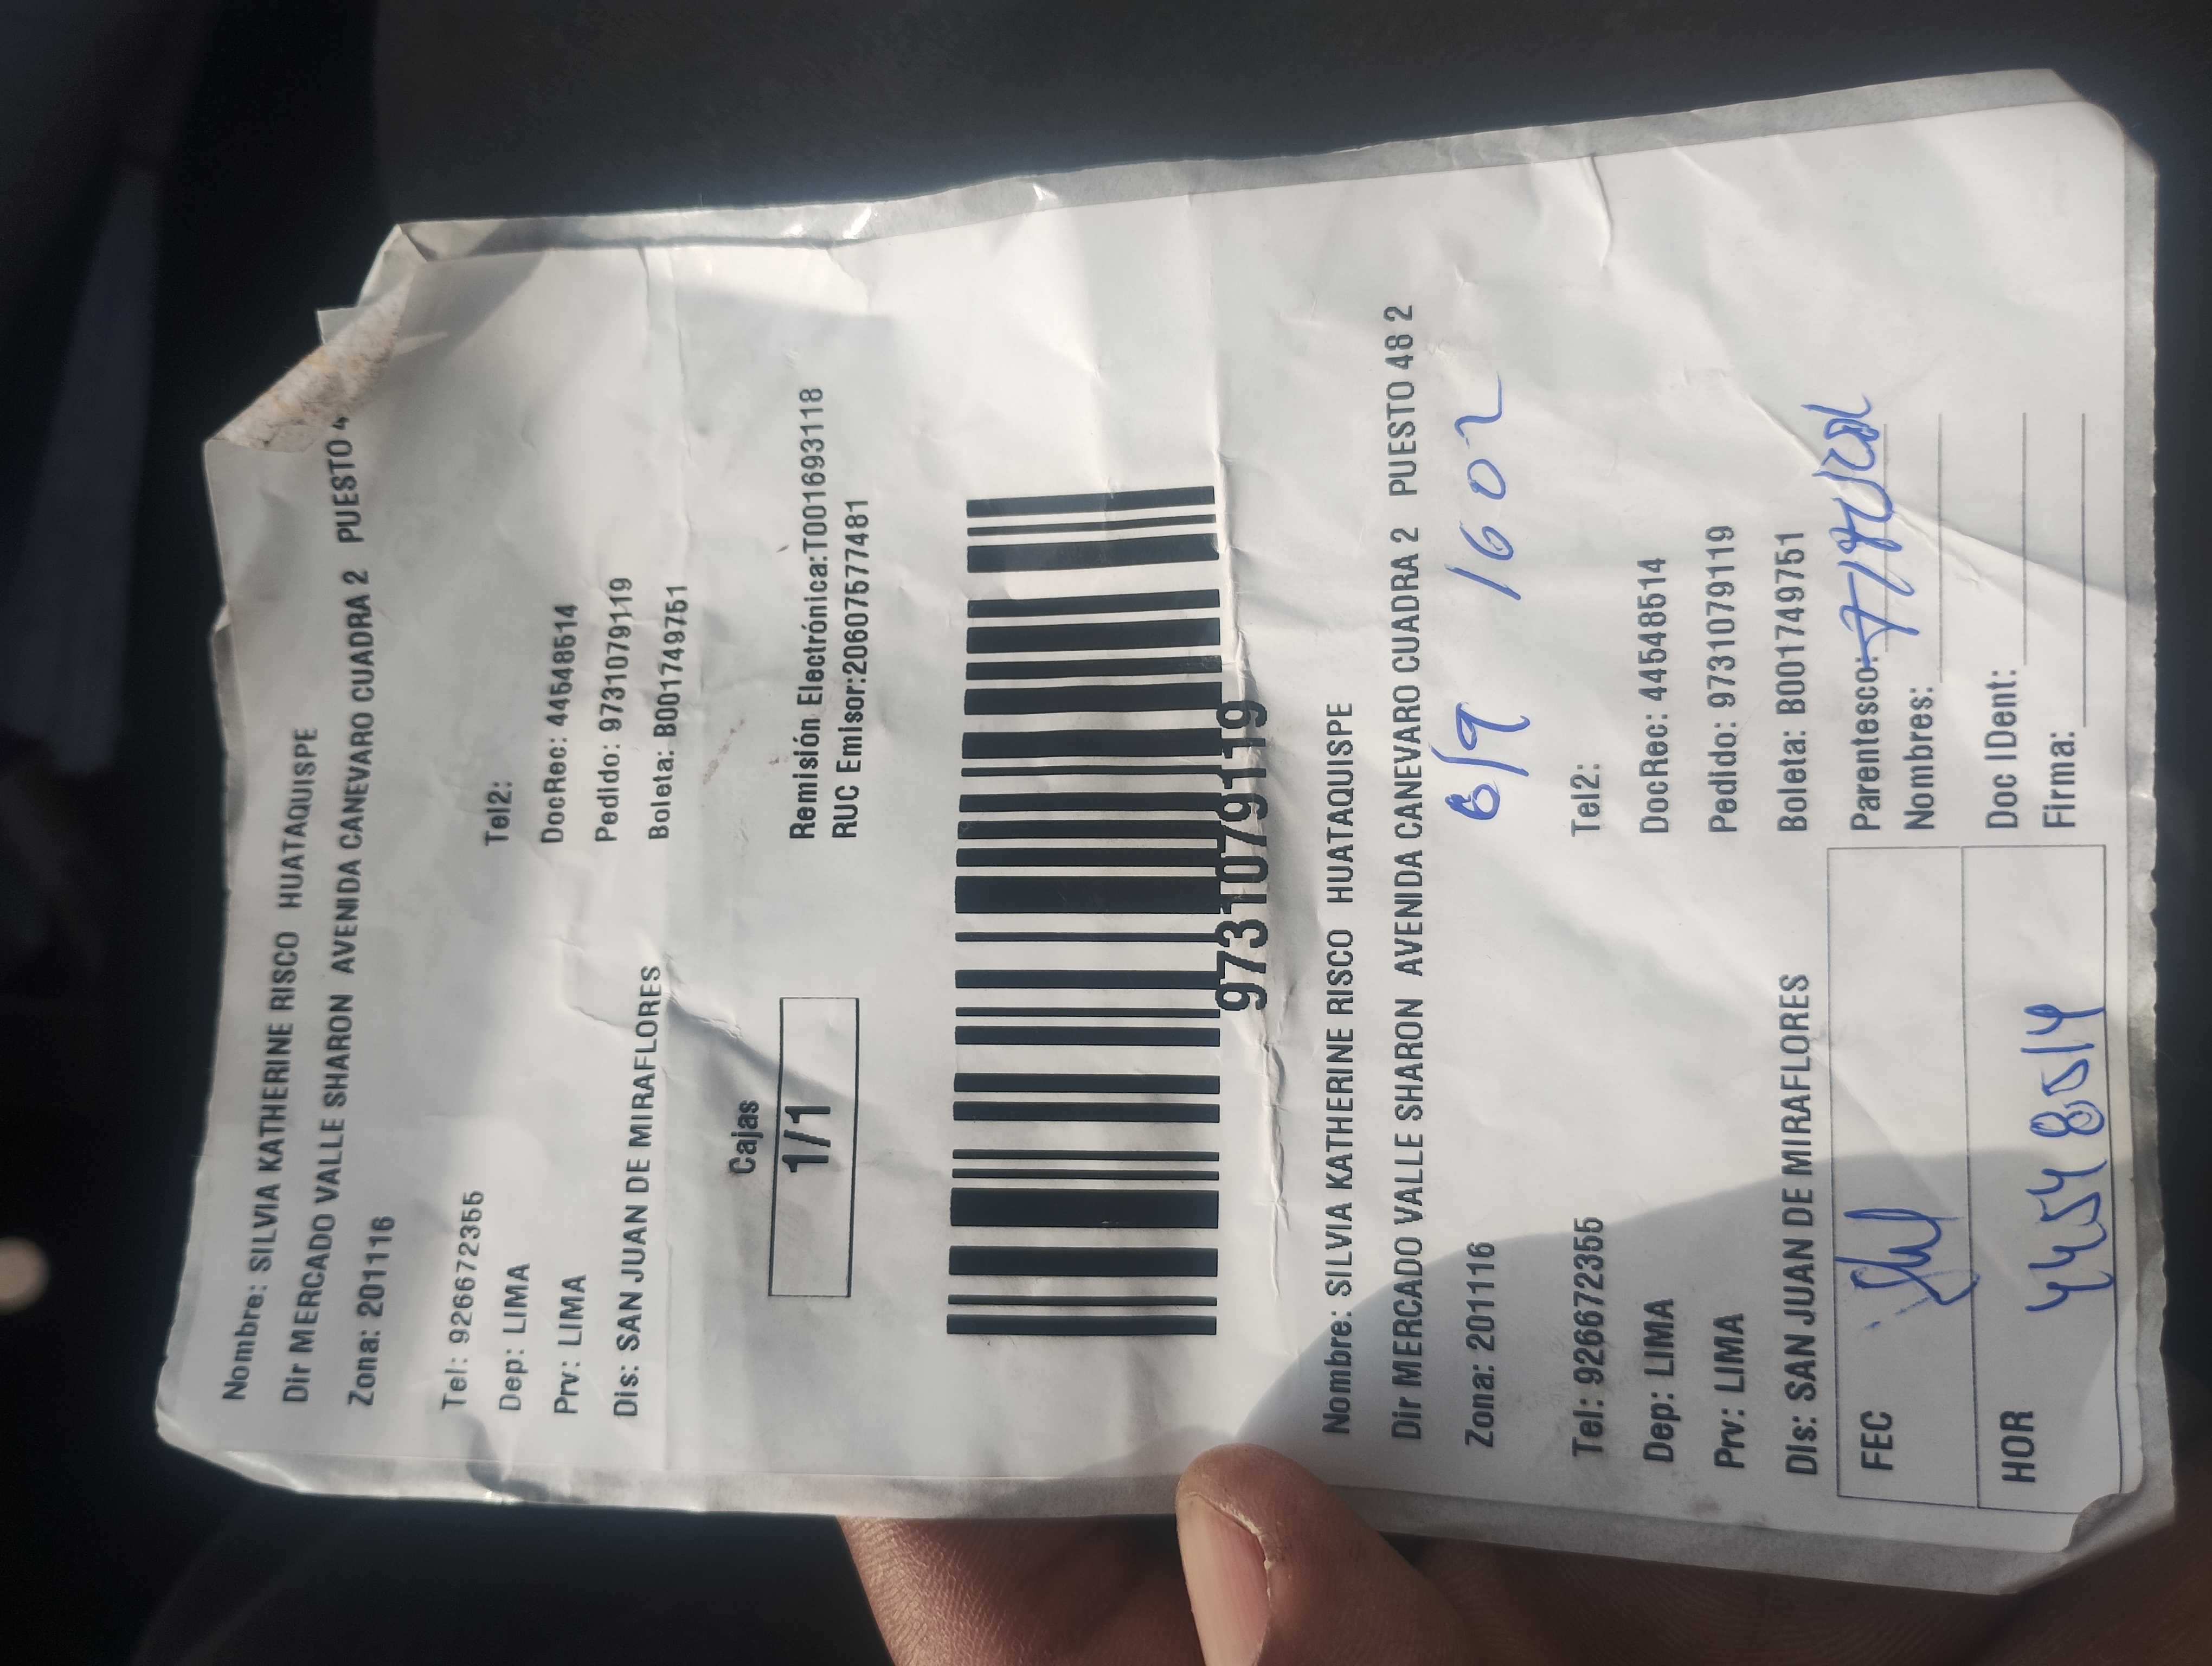 Nombre: SILVIA KATHERINE RISCO HUATAQUISPE
Dir MERCADO VALLE SHARON AVENIDA CANEVARO CUADRA 2 PUESTO 4
Zona: 201116
Tel: 926672355
Tel2:
Dep: LIMA
DocRec: 44548514
Prv: LIMA
Pedido: 9731079119
Dis: SAN JUAN DE MIRAFLORES
Boleta: B001749751
Cajas
1/1
Remisión Electrónica:T001693118
RUC Emisor:20607577481
9731079119
Nombre: SILVIA KATHERINE RISCO HUATAQUISPE
Dir MERCADO VALLE SHARON AVENIDA CANEVARO CUADRA 2 PUESTO 48 2
Zona: 201116
6/9 1602
Tel: 926672355
Tel2:
Dep: LIMA
DocRec: 44548514
Prv: LIMA
Pedido: 9731079119
Dis: SAN JUAN DE MIRAFLORES
Boleta: B001749751
FEC
Parentesco:
Nombres:
HOR
44548514
Doc IDent:
Firma: